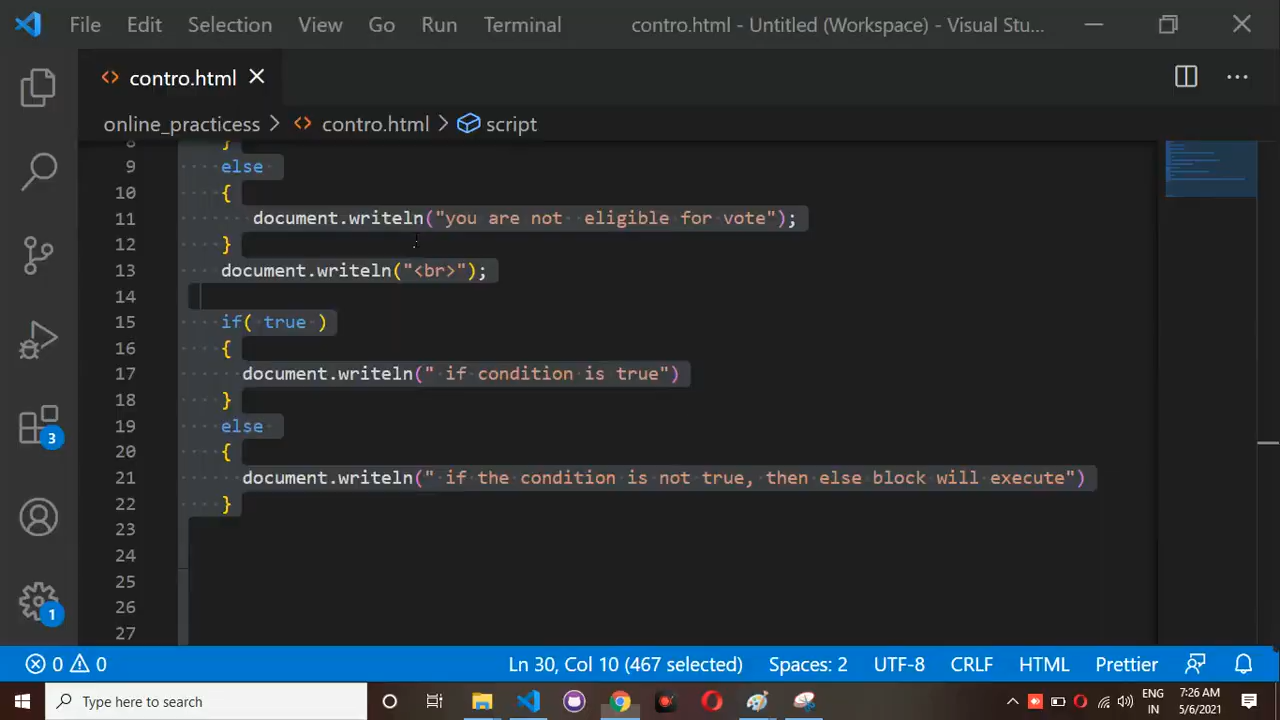 File Edit Selection View Go Run Terminal contro.html - Untitled (Workspace) - Visual Stu...
contro.html
online_practicess > contro.html > script
8 }
9 else
10 {
11 document.writeln("you are not  eligible for vote");
12 }
13 document.writeln("<br>");
14
15 if( true )
16 {
17 document.writeln(" if condition is true")
18 }
19 else
20 {
21 document.writeln(" if the condition is not true, then else block will execute")
22 }
23
24
25
26
27
3
1
0 0 Ln 30, Col 10 (467 selected) Spaces: 2 UTF-8 CRLF HTML Prettier
Type here to search
ENG
IN
7:26 AM
5/6/2021